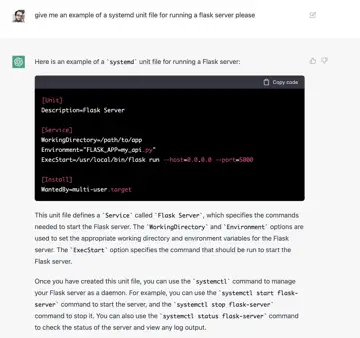 give me an example of a systemd unit file for running a flask server please
Here is an example of a `systemd` unit file for running a Flask server:
Copy code
[Unit]
Description=Flask Server
[Service]
WorkingDirectory=/path/to/app
Environment="FLASK_APP=my_api.py"
ExecStart=/usr/local/bin/flask run --host=0.0.0.0 --port=5000
[Install]
WantedBy=multi-user.target
This unit file defines a `Service` called `Flask Server`, which specifies the commands
needed to start the Flask server. The `WorkingDirectory` and `Environment` options are
used to set the appropriate working directory and environment variables for the Flask
server. The `ExecStart` option specifies the command that should be run to start the
Flask server.
Once you have created this unit file, you can use the `systemctl` command to manage
your Flask server as a daemon. For example, you can use the `systemctl start flask-
server` command to start the server, and the `systemctl stop flask-server`
command to stop it. You can also use the `systemctl status flask-server` command
to check the status of the server and view any log output.